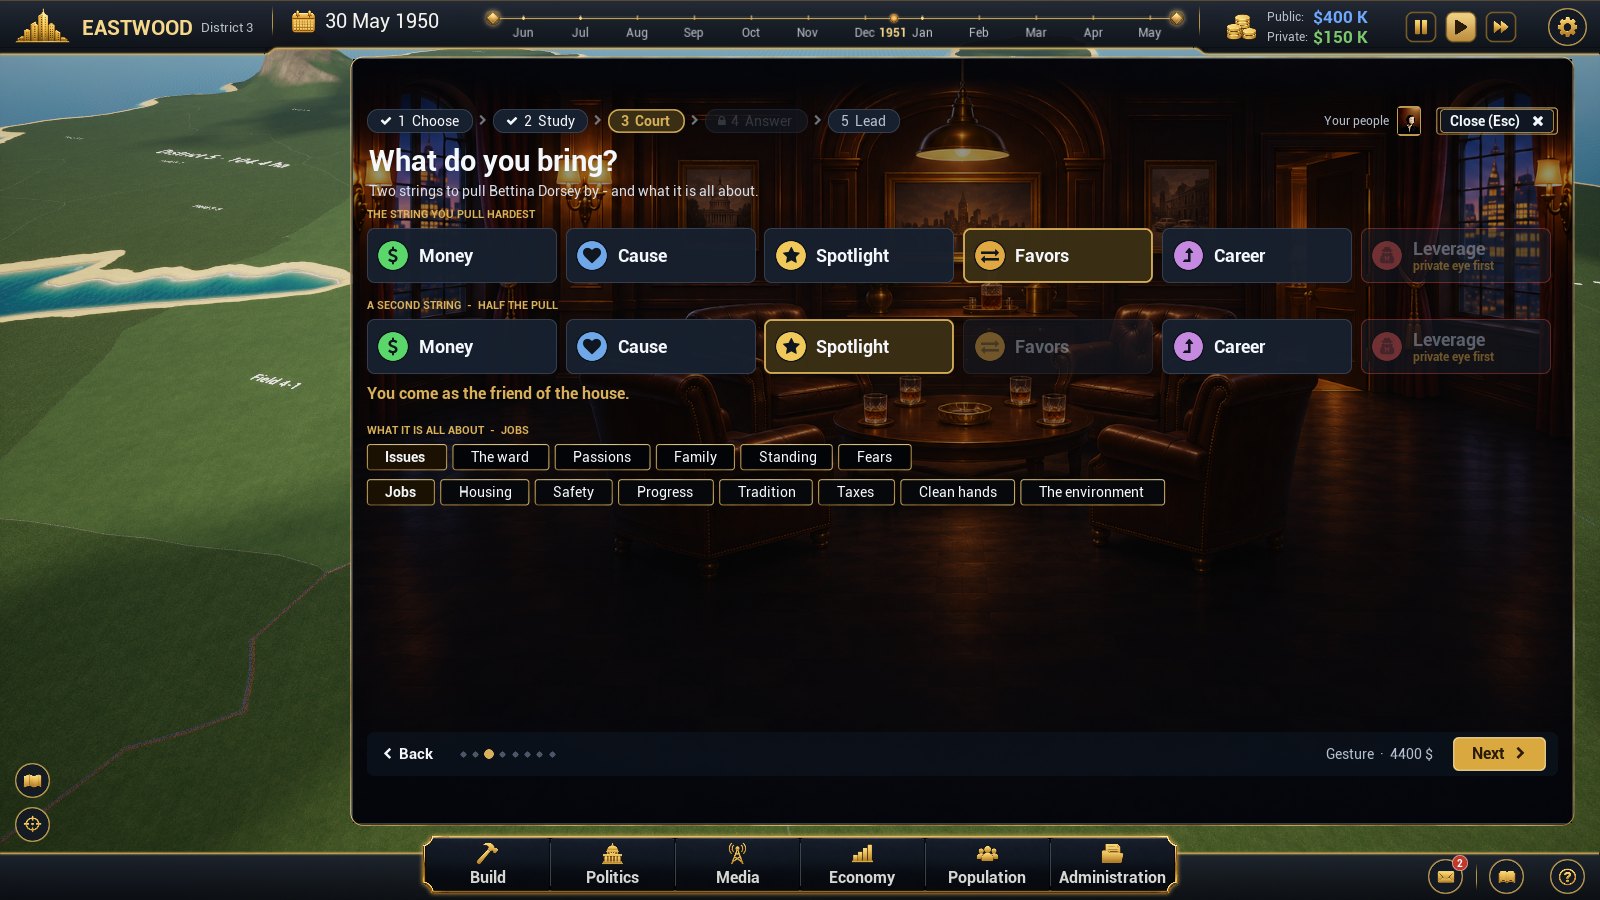 EASTWOOD District 3
30 May 1950
Jun Jul Aug Sep Oct Nov Dec 1951 Jan Feb Mar Apr May
Public: $400 K
Private: $150 K
1 Choose
2 Study
3 Court
4 Answer
5 Lead
Your people
Close (Esc)
What do you bring?
Two strings to pull Bettina Dorsey by - and what it is all about.
THE STRING YOU PULL HARDEST
Money
Cause
Spotlight
Favors
Career
Leverage
private eye first
A SECOND STRING - HALF THE PULL
Money
Cause
Spotlight
Favors
Career
Leverage
private eye first
You come as the friend of the house.
WHAT IT IS ALL ABOUT - JOBS
Issues The ward Passions Family Standing Fears
Jobs Housing Safety Progress Tradition Taxes Clean hands The environment
Field 4-1
Back
Gesture · 4400 $
Next
Build
Politics
Media
Economy
Population
Administration
2